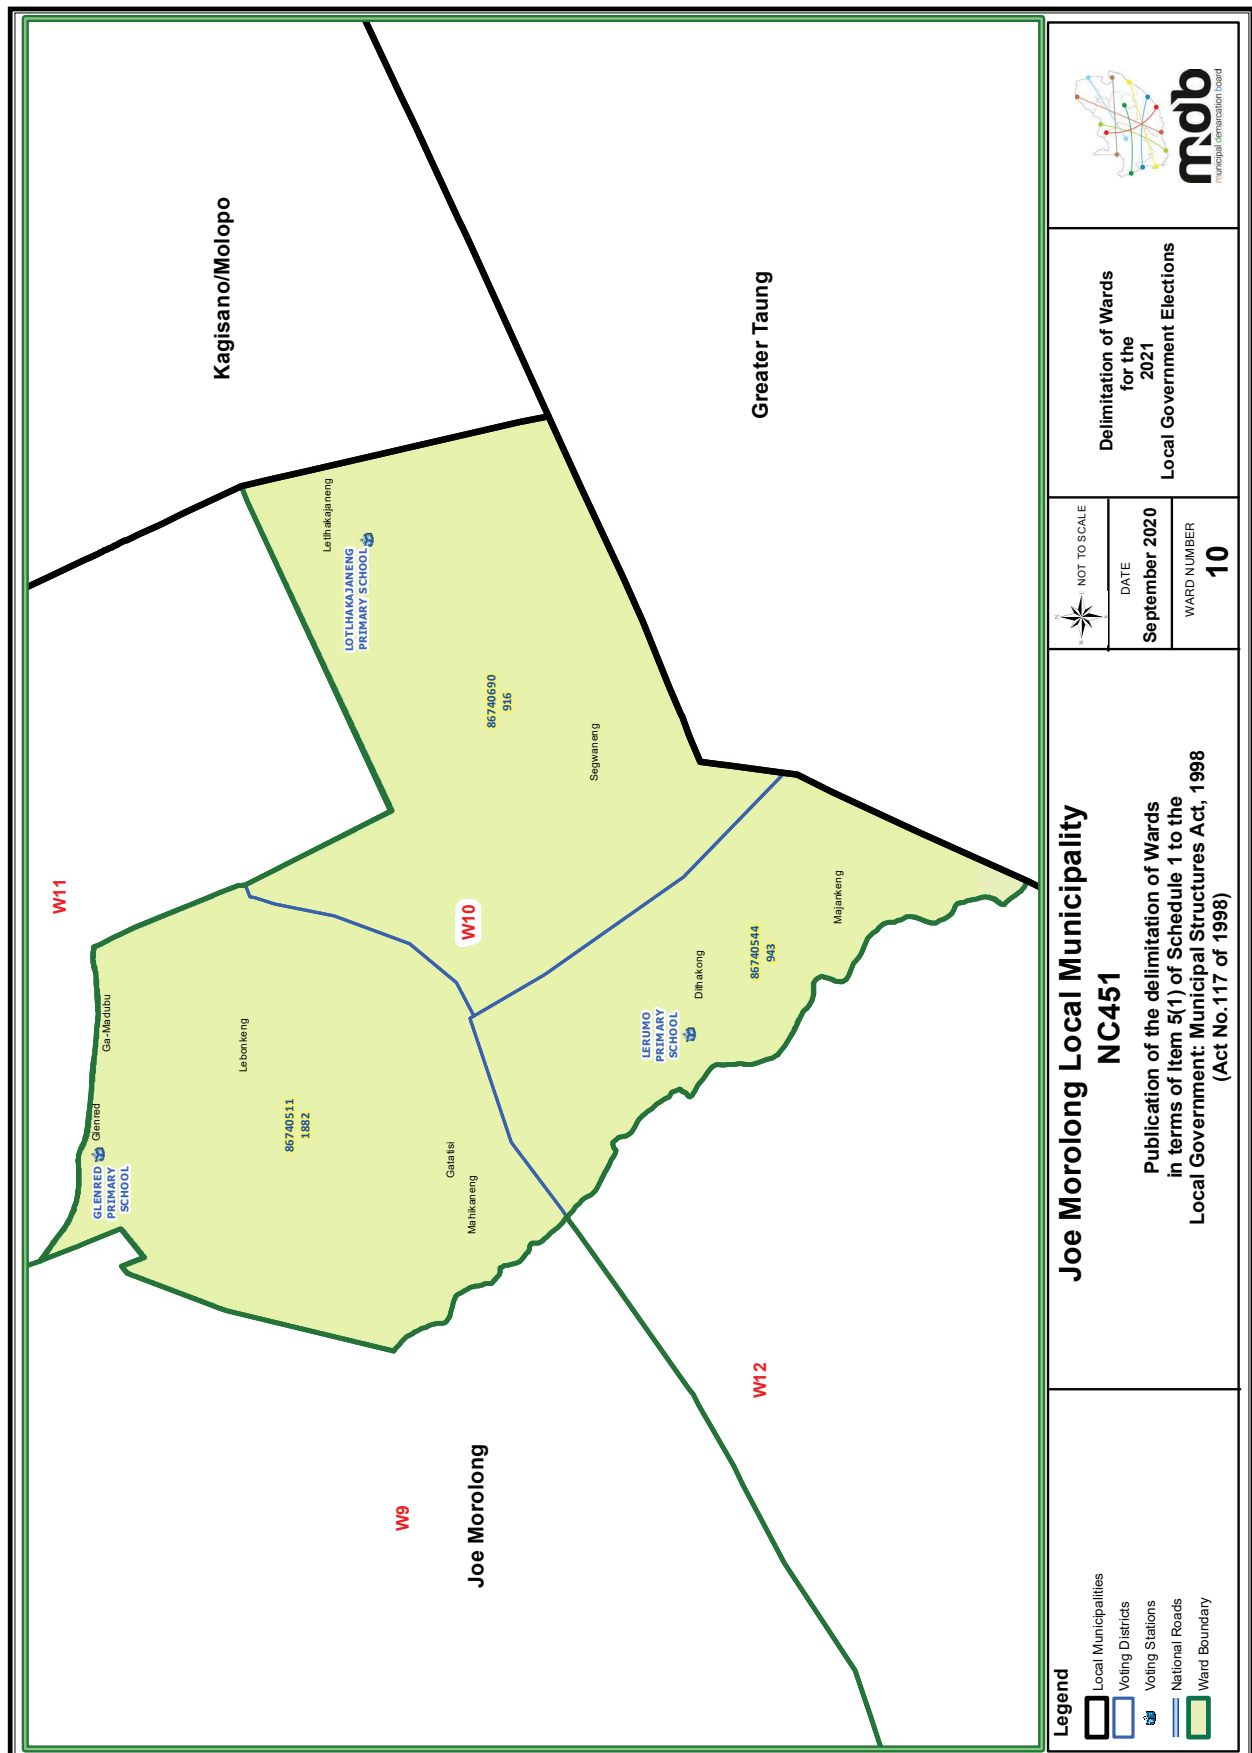 Kagisano/Molopo
Greater Taung
Joe Morolong
W11
W10
W9
W12
Letlhakajaneng
LOTLHAKAJANENG
PRIMARY SCHOOL
86740690
916
Segwaneng
Ga-Madubu
Lebonkeng
Glenred
GLENRED
PRIMARY
SCHOOL
86740511
1882
Gatatisi
Mahikaneng
LERUMO
PRIMARY
SCHOOL
Dithakong
86740544
943
Majankeng
Legend
Local Municipalities
Voting Districts
Voting Stations
National Roads
Ward Boundary
Joe Morolong Local Municipality
NC451
Publication of the delimitation of Wards
in terms of Item 5(1) of Schedule 1 to the
Local Government: Municipal Structures Act, 1998
(Act No.117 of 1998)
N
W
E
S
NOT TO SCALE
DATE
September 2020
WARD NUMBER
10
Delimitation of Wards
for the
2021
Local Government Elections
mdb
municipal demarcation board